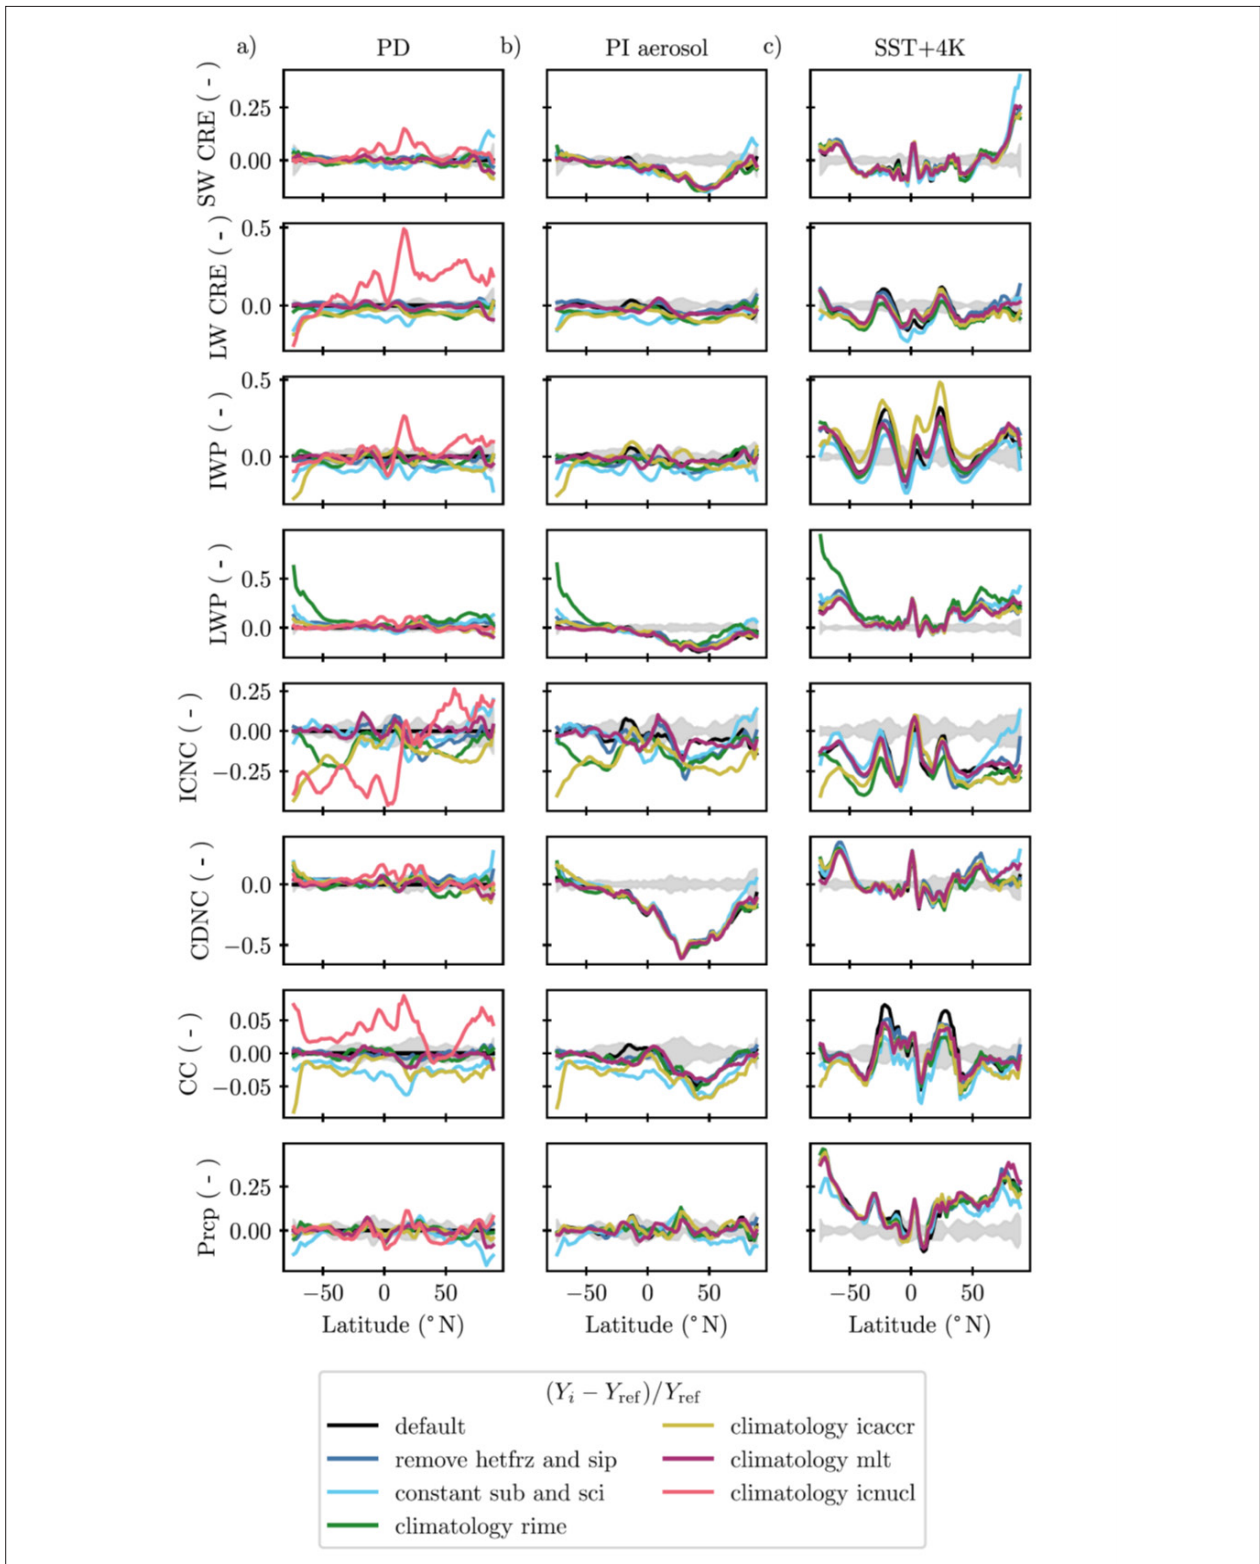 a) PD b) PI aerosol c) SST+4K
SW CRE ( - )
0.25
0.00
LW CRE ( - )
0.5
0.0
IWP ( - )
0.5
0.0
LWP ( - )
0.5
0.0
ICNC ( - )
0.25
0.00
−0.25
CDNC ( - )
0.0
−0.5
CC ( - )
0.05
0.00
−0.05
Prcp ( - )
0.25
0.00
−50 0 50 −50 0 50 −50 0 50
Latitude (°N) Latitude (°N) Latitude (°N)
(Yi − Yref)/Yref
default climatology icaccr
remove hetfrz and sip climatology mlt
constant sub and sci climatology icnucl
climatology rime